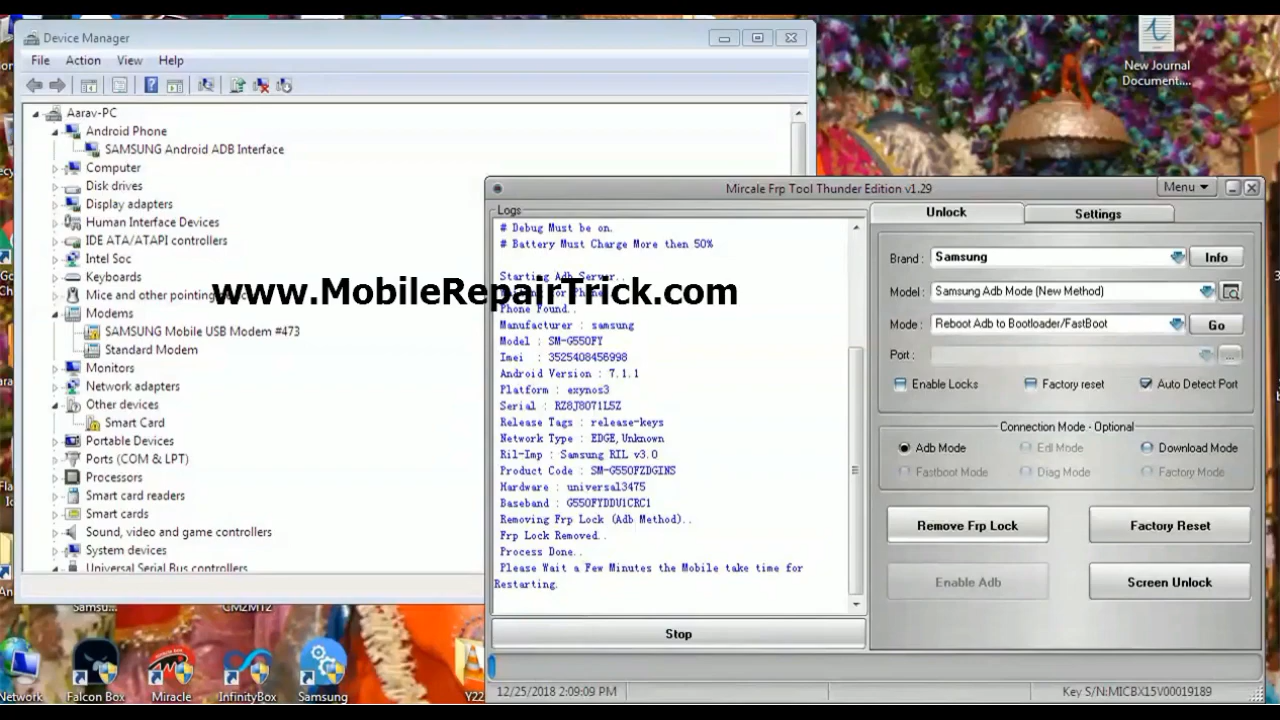 Device Manager
File Action View Help
Aarav-PC
Android Phone
SAMSUNG Android ADB Interface
Computer
Disk drives
Display adapters
Human Interface Devices
IDE ATA/ATAPI controllers
Intel Soc
Keyboards
Mice and other pointing
Modems
SAMSUNG Mobile USB Modem #473
Standard Modem
Monitors
Network adapters
Other devices
Smart Card
Portable Devices
Ports (COM & LPT)
Processors
Smart card readers
Smart cards
Sound, video and game controllers
System devices
Universal Serial Bus controllers
www.MobileRepairTrick.com
New Journal
Document....
Mircale Frp Tool Thunder Edition v1.29
Menu
Logs
# Debug Must be on.
# Battery Must Charge More then 50%
Starting Adb Server..
Phone Found..
Manufacturer : samsung
Model : SM-G550FY
Imei : 3525408456998
Android Version : 7.1.1
Platform : exynos3
Serial : RZ8J8071L5Z
Release Tags : release-keys
Network Type : EDGE,Unknown
Ril-Imp : Samsung RIL v3.0
Product Code : SM-G550FZDGINS
Hardware : universal3475
Baseband : G550FYDDU1CRC1
Removing Frp Lock (Adb Method)..
Frp Lock Removed..
Process Done..
Please Wait a Few Minutes the Mobile take time for
Restarting.
Stop
Unlock Settings
Brand : Samsung Info
Model : Samsung Adb Mode (New Method)
Mode : Reboot Adb to Bootloader/FastBoot Go
Port : ...
Enable Locks Factory reset Auto Detect Port
Connection Mode - Optional
Adb Mode Edl Mode Download Mode
Fastboot Mode Diag Mode Factory Mode
Remove Frp Lock Factory Reset
Enable Adb Screen Unlock
12/25/2018 2:09:09 PM Key S/N:MICBX15V00019189
Samsu...
Network
Falcon Box
Miracle
InfinityBox
Samsung
Y22